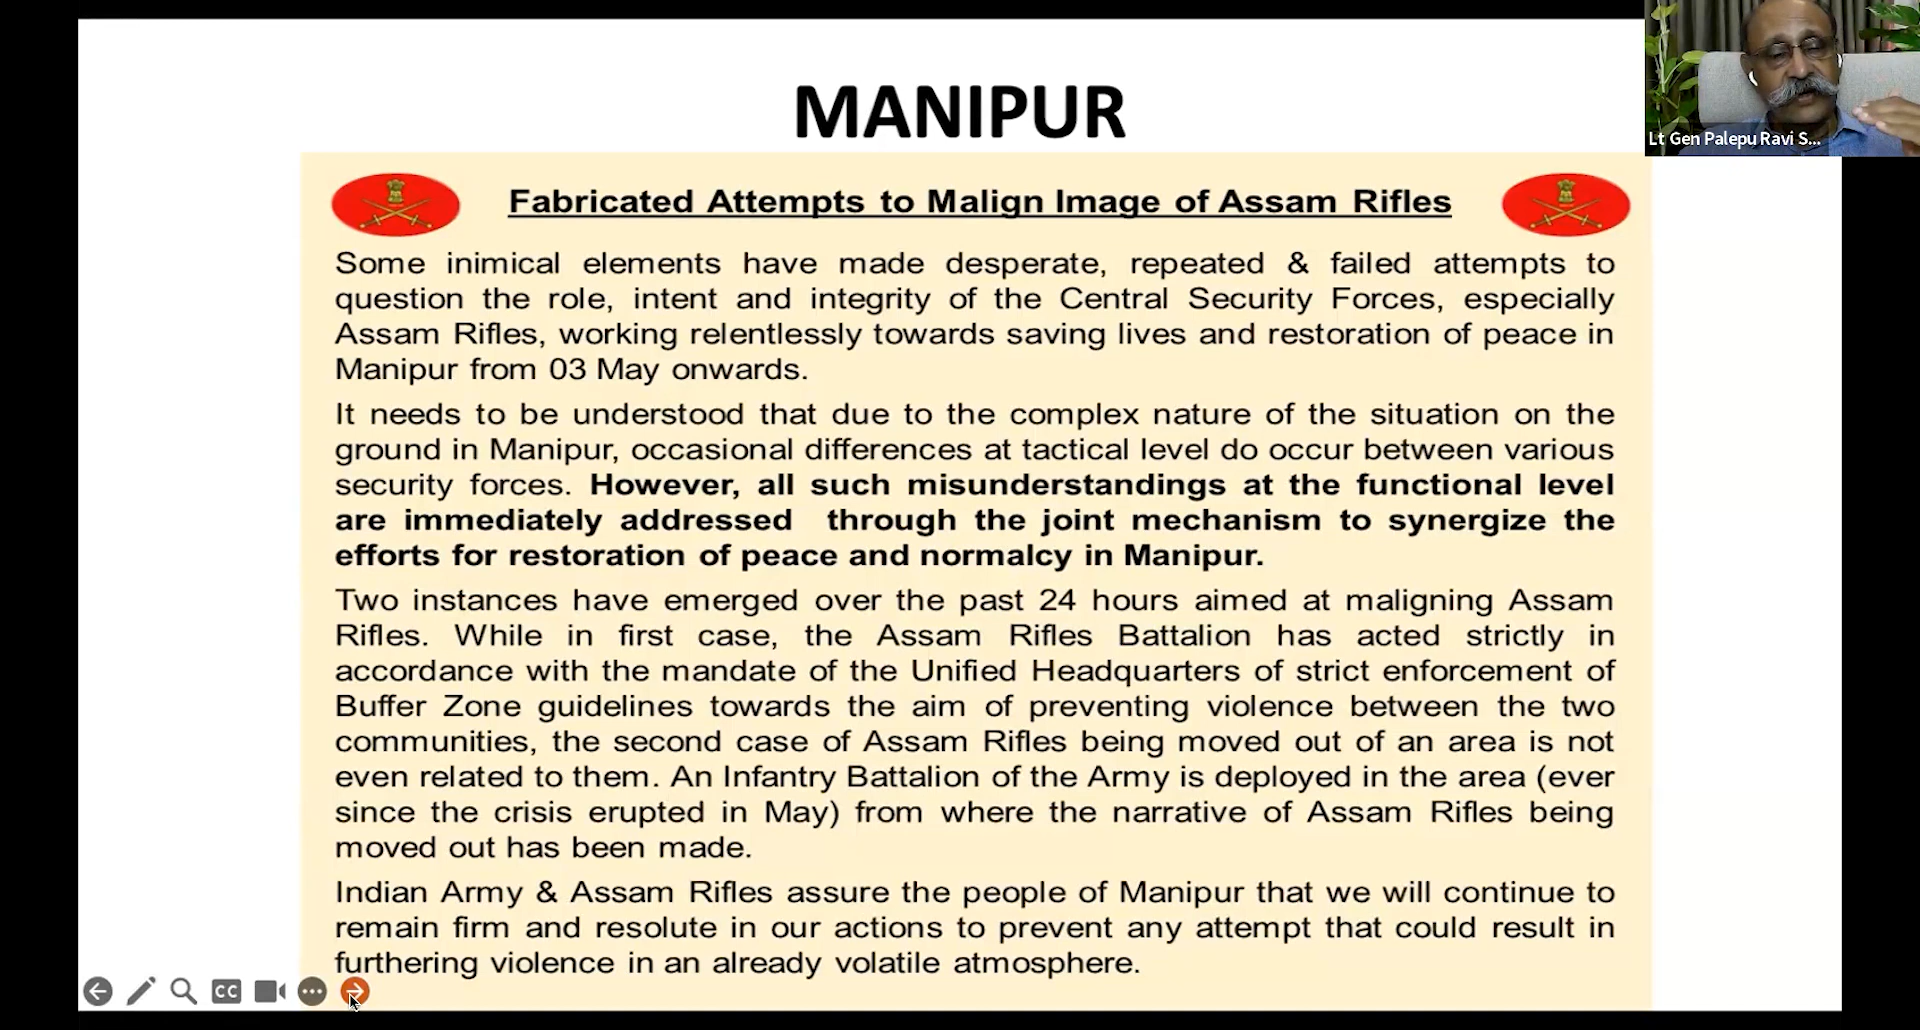 MANIPUR
Lt Gen Palepu Ravi S...
Fabricated Attempts to Malign Image of Assam Rifles
Some inimical elements have made desperate, repeated & failed attempts to
question the role, intent and integrity of the Central Security Forces, especially
Assam Rifles, working relentlessly towards saving lives and restoration of peace in
Manipur from 03 May onwards.
It needs to be understood that due to the complex nature of the situation on the
ground in Manipur, occasional differences at tactical level do occur between various
security forces. However, all such misunderstandings at the functional level
are immediately addressed through the joint mechanism to synergize the
efforts for restoration of peace and normalcy in Manipur.
Two instances have emerged over the past 24 hours aimed at maligning Assam
Rifles. While in first case, the Assam Rifles Battalion has acted strictly in
accordance with the mandate of the Unified Headquarters of strict enforcement of
Buffer Zone guidelines towards the aim of preventing violence between the two
communities, the second case of Assam Rifles being moved out of an area is not
even related to them. An Infantry Battalion of the Army is deployed in the area (ever
since the crisis erupted in May) from where the narrative of Assam Rifles being
moved out has been made.
Indian Army & Assam Rifles assure the people of Manipur that we will continue to
remain firm and resolute in our actions to prevent any attempt that could result in
furthering violence in an already volatile atmosphere.
CC